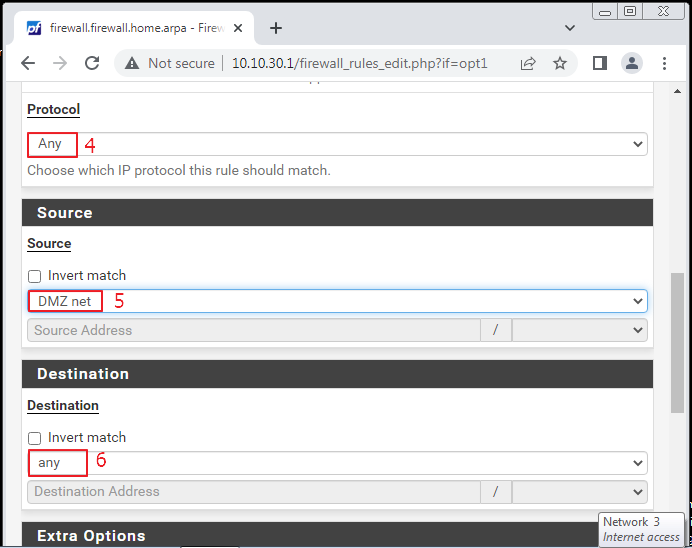 firewall.firewall.home.arpa - Firew
Not secure 10.10.30.1/firewall_rules_edit.php?if=opt1
Protocol
Any 4
Choose which IP protocol this rule should match.
Source
Source
Invert match
DMZ net 5
Source Address /
Destination
Destination
Invert match
any 6
Destination Address /
Extra Options
Network 3
Internet access